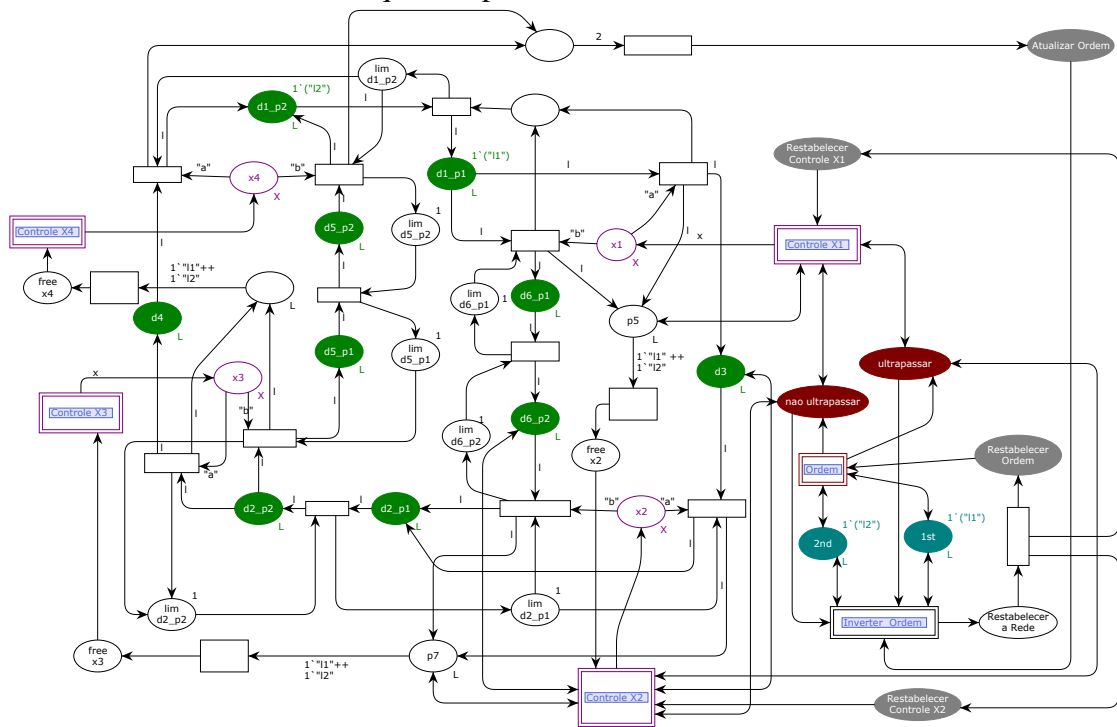 2
Atualizar Ordem
lim
d1_p2
l
l
1`("l2")
d1_p2
L
l
l
l
l
1`("l1")
d1_p1
L
l
l
l
l
"a"
x4
X
"b"
"a"
Restabelecer
Controle X1
Controle X4
l
d5_p2
L
1
lim
d5_p2
l
l
"b"
x1
X
x
Controle X1
free
x4
1`"l1"++
1`"l2"
L
l
l
lim
d6_p1
1
l
d6_p1
L
l
p5
L
d4
L
l
d5_p1
L
l
1
lim
d5_p1
1`"l1" ++
1`"l2"
d3
L
ultrapassar
nao ultrapassar
x
x3
X
"b"
l
l
l
Controle X3
l
"a"
lim
d6_p2
1
d6_p2
L
l
free
x2
l
Ordem
Restabelecer
Ordem
l
l
d2_p2
L
l
l
d2_p1
L
l
"b"
x2
X
"a"
l
l
1`("l2")
2nd
L
1`("l1")
1st
L
l
lim
d2_p2
1
lim
d2_p1
1
l
Inverter_Ordem
Restabelecer
a Rede
free
x3
1`"l1"++
1`"l2"
p7
L
Controle X2
Restabelecer
Controle X2